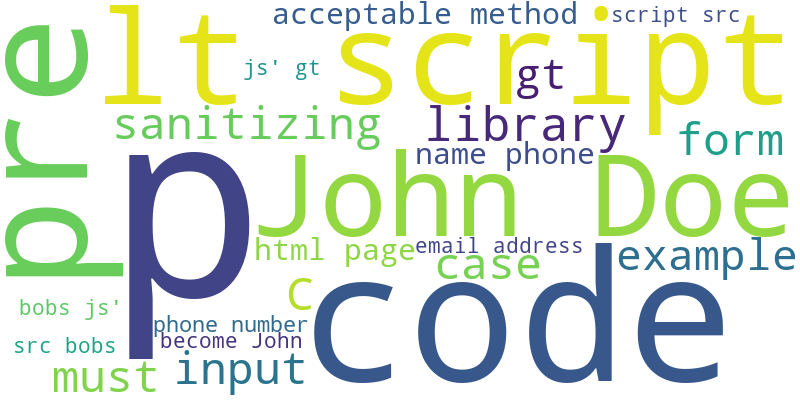 acceptable method
script src
pre
lt script
js' gt
gt
sanitizing
library
form
name phone
p
John Doe
html page
email address
case
example
C
code
bobs js'
phone number
src bobs
become John
must
input